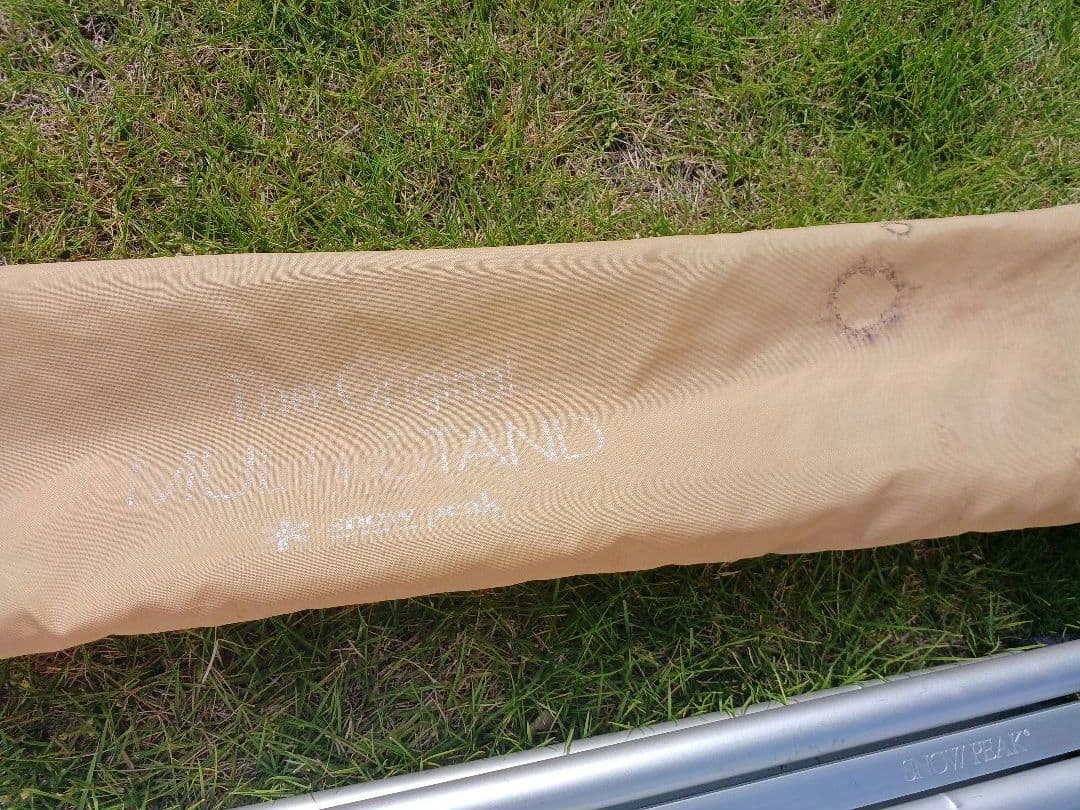 The Original
MULTI STAND
snow peak
SNOW PEAK®